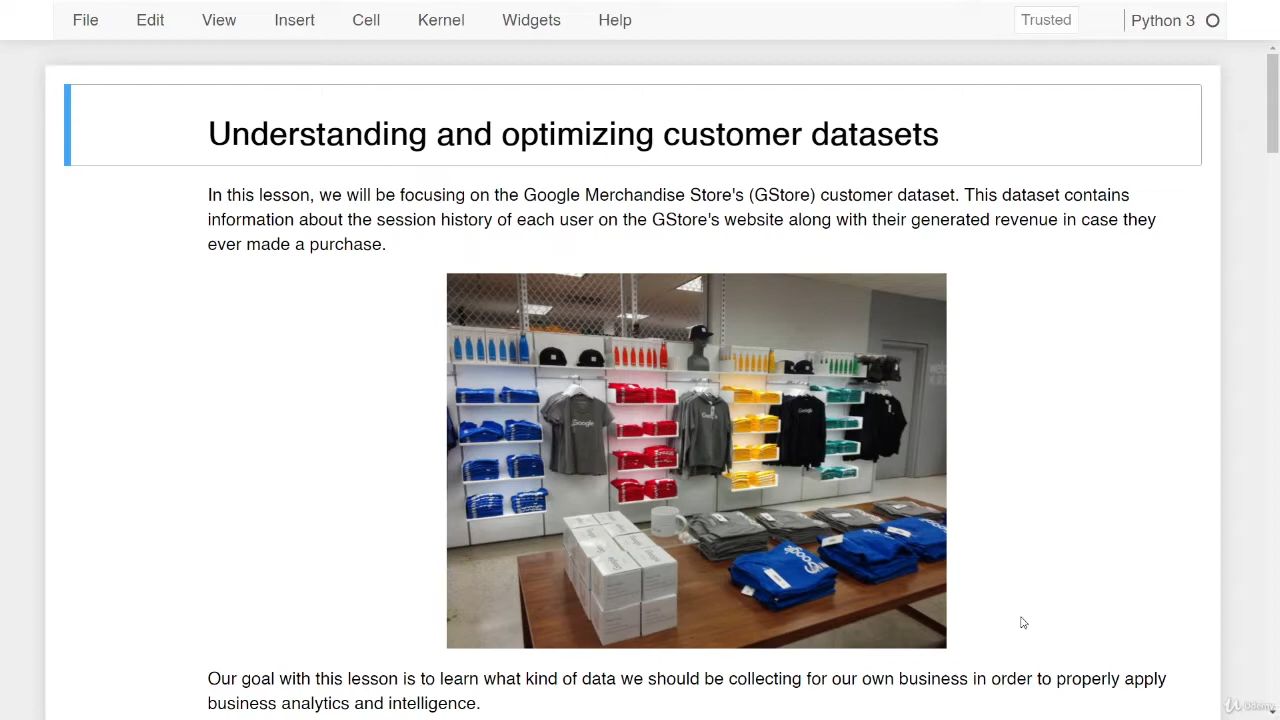 File Edit View Insert Cell Kernel Widgets Help Trusted Python 3
Understanding and optimizing customer datasets
In this lesson, we will be focusing on the Google Merchandise Store's (GStore) customer dataset. This dataset contains
information about the session history of each user on the GStore's website along with their generated revenue in case they
ever made a purchase.
Google
Google
Our goal with this lesson is to learn what kind of data we should be collecting for our own business in order to properly apply
business analytics and intelligence.
Udemy